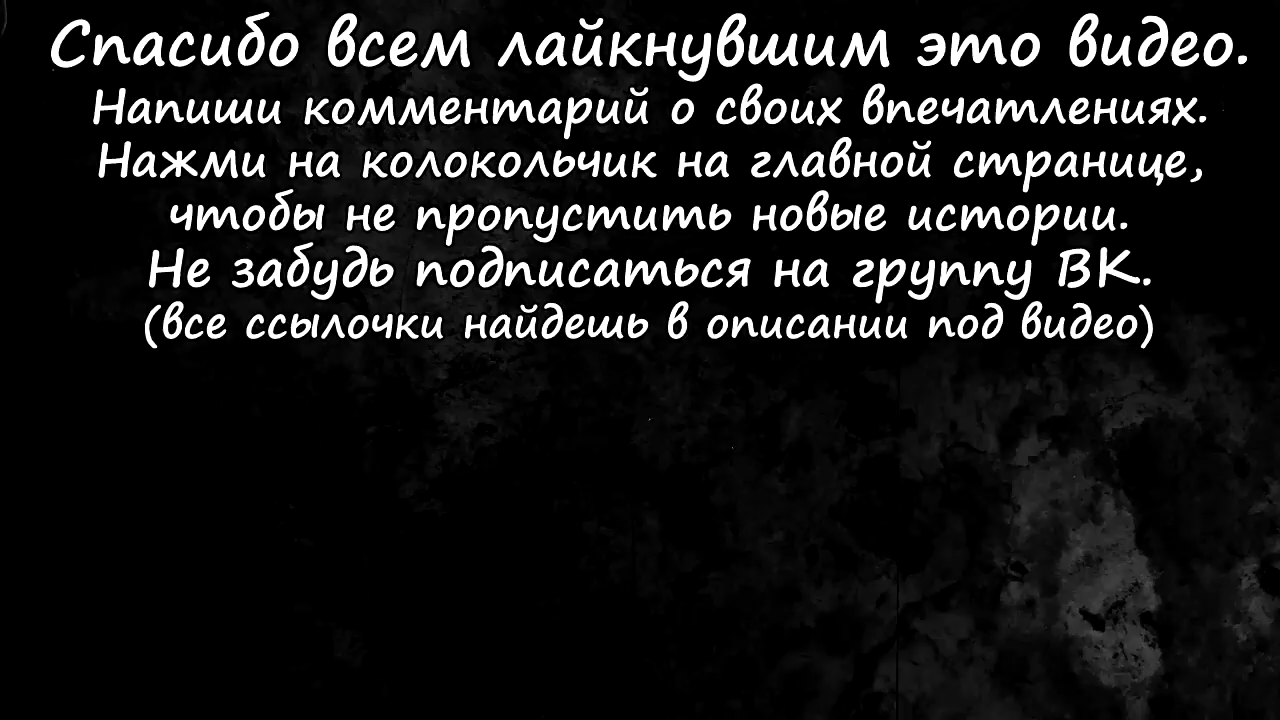 Спасибо всем лайкнувшим это видео.
Напиши комментарий о своих впечатлениях.
Нажми на колокольчик на главной странице,
чтобы не пропустить новые истории.
Не забудь подписаться на группу ВК.
(все ссылочки найдешь в описании под видео)